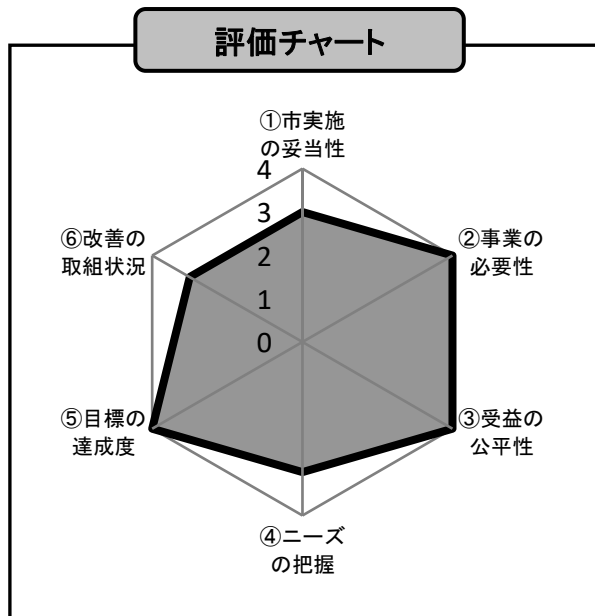 評価チャート
①市実施
の妥当性
4
3
2
1
0
②事業の
必要性
③受益の
公平性
④ニーズ
の把握
⑤目標の
達成度
⑥改善の
取組状況